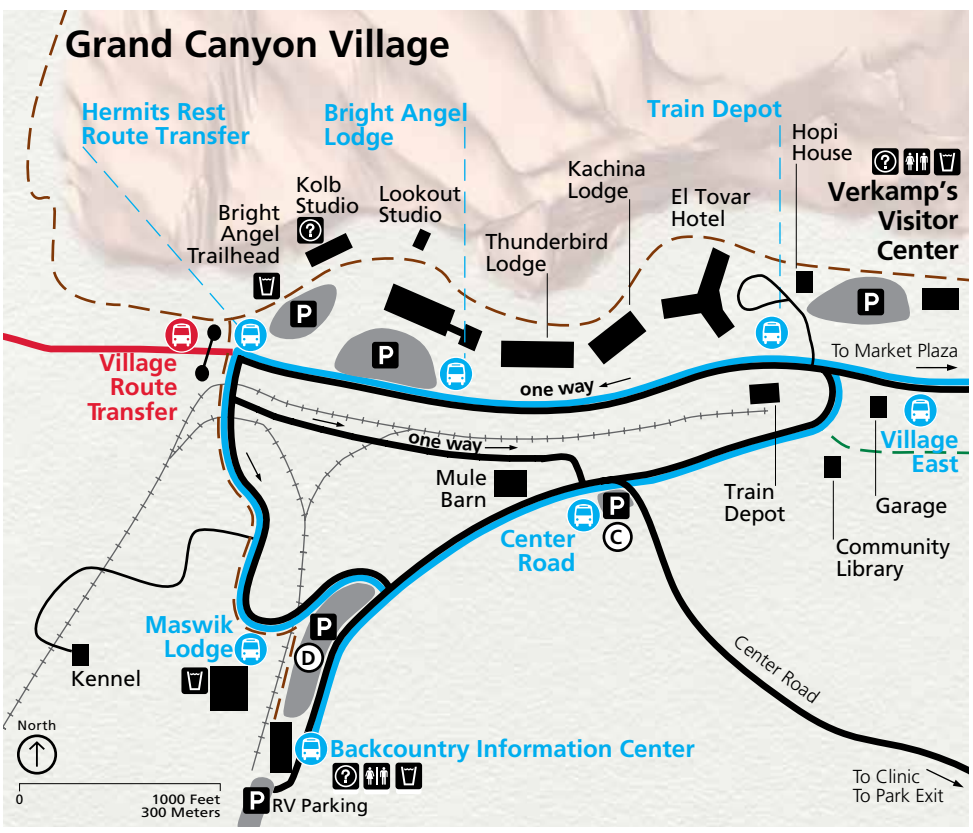 Grand Canyon Village
Hermits Rest
Route Transfer
Bright Angel
Lodge
Train Depot
Hopi
House
?
Verkamp's
Visitor
Center
Kolb
Studio
?
Lookout
Studio
Kachina
Lodge
El Tovar
Hotel
Bright
Angel
Trailhead
Thunderbird
Lodge
P
P
P
Village
Route
Transfer
To Market Plaza
one way
one way
Mule
Barn
Train
Depot
Village
East
Garage
Community
Library
Center
Road
P
C
Maswik
Lodge
P
D
Kennel
Center Road
North
Backcountry Information Center
?
0
1000 Feet
300 Meters
P
RV Parking
To Clinic
To Park Exit